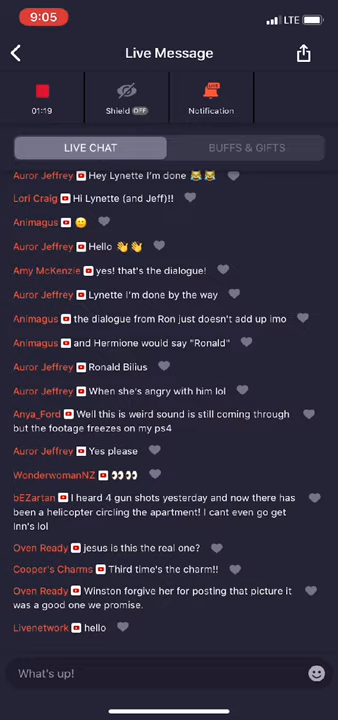 9:05
LTE
Live Message
01:19
Shield OFF
LIVE
Notification
LIVE CHAT
BUFFS & GIFTS
Auror Jeffrey Hey Lynette I'm done 😹😹
Lori Craig Hi Lynette (and Jeff)!!
Animagus 🙂
Auror Jeffrey Hello 👋👋
Amy McKenzie yes! that's the dialogue!
Auror Jeffrey Lynette I'm done by the way
Animagus the dialogue from Ron just doesn't add up imo
Animagus and Hermione would say "Ronald"
Auror Jeffrey Ronald Bilius
Auror Jeffrey When she's angry with him lol
Anya_Ford Well this is weird sound is still coming through
but the footage freezes on my ps4
Auror Jeffrey Yes please
WonderwomanNZ 👀👀
bEZartan I heard 4 gun shots yesterday and now there has
been a helicopter circling the apartment! I cant even go get
Inn's lol
Oven Ready jesus is this the real one?
Cooper's Charms Third time's the charm!!
Oven Ready Winston forgive her for posting that picture it
was a good one we promise.
Livenetwork hello
What's up!